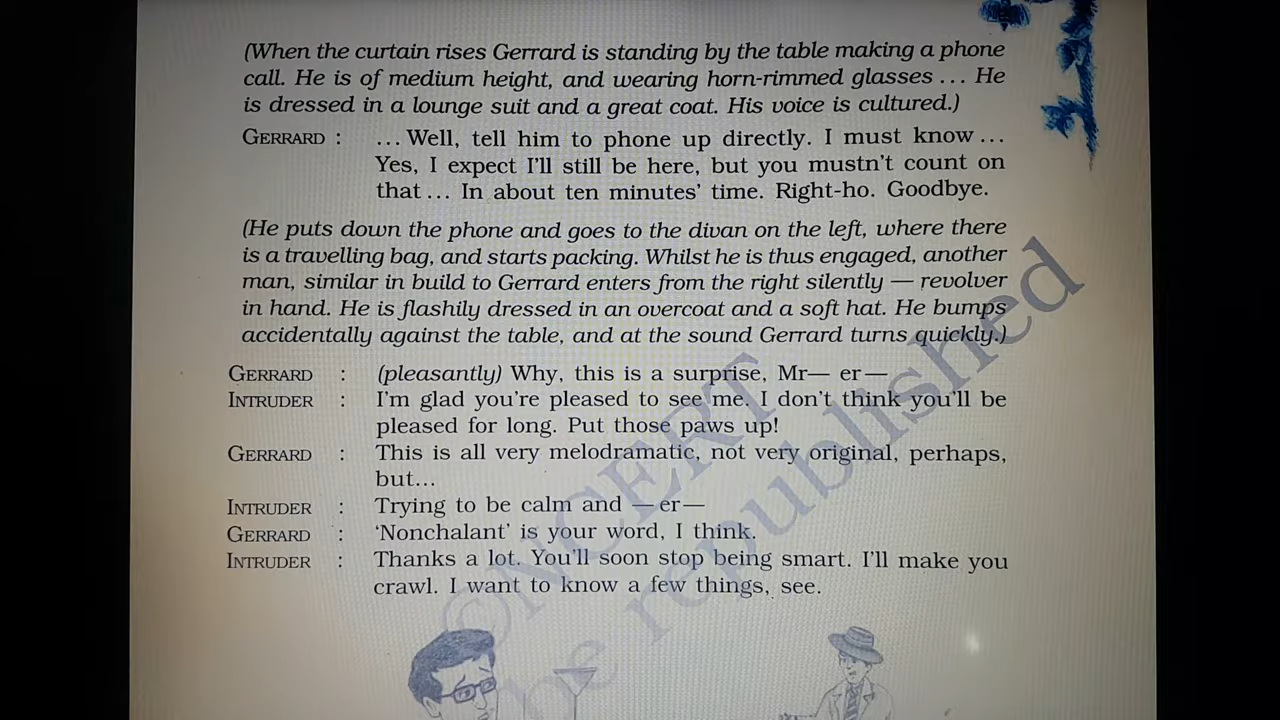 (When the curtain rises Gerrard is standing by the table making a phone
call. He is of medium height, and wearing horn-rimmed glasses ... He
is dressed in a lounge suit and a great coat. His voice is cultured.)
GERRARD : ... Well, tell him to phone up directly. I must know ...
Yes, I expect I'll still be here, but you mustn't count on
that ... In about ten minutes' time. Right-ho. Goodbye.
(He puts down the phone and goes to the divan on the left, where there
is a travelling bag, and starts packing. Whilst he is thus engaged, another
man, similar in build to Gerrard enters from the right silently — revolver
in hand. He is flashily dressed in an overcoat and a soft hat. He bumps
accidentally against the table, and at the sound Gerrard turns quickly.)
GERRARD : (pleasantly) Why, this is a surprise, Mr— er—
INTRUDER : I'm glad you're pleased to see me. I don't think you'll be
pleased for long. Put those paws up!
GERRARD : This is all very melodramatic, not very original, perhaps,
but...
INTRUDER : Trying to be calm and —er—
GERRARD : 'Nonchalant' is your word, I think.
INTRUDER : Thanks a lot. You'll soon stop being smart. I'll make you
crawl. I want to know a few things, see.
©NCERT
be republished